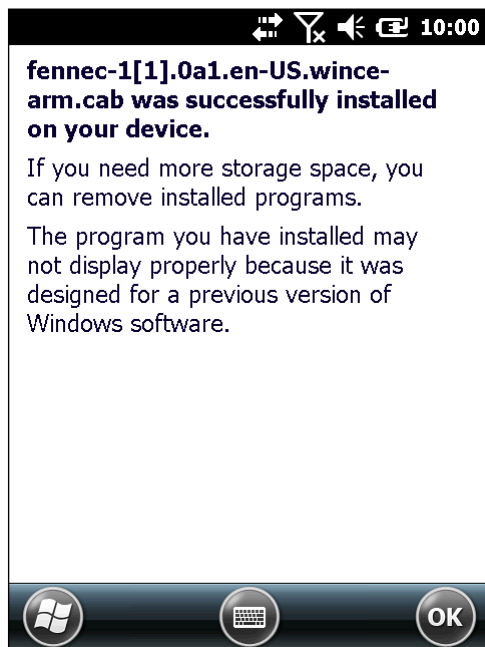 10:00
fennec-1[1].0a1.en-US.wince-
arm.cab was successfully installed
on your device.
If you need more storage space, you
can remove installed programs.
The program you have installed may
not display properly because it was
designed for a previous version of
Windows software.
OK